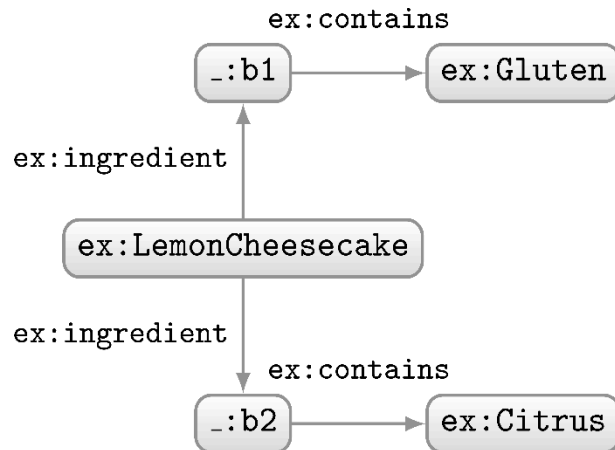 ex:contains
_:b1
ex:Gluten
ex:ingredient
ex:LemonCheesecake
ex:ingredient
ex:contains
_:b2
ex:Citrus